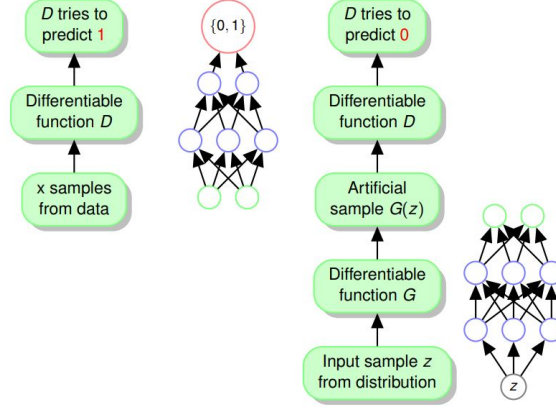 D tries to
predict 1
Differentiable
function D
x samples
from data
{0, 1}
D tries to
predict 0
Differentiable
function D
Artificial
sample G(z)
Differentiable
function G
Input sample z
from distribution
z